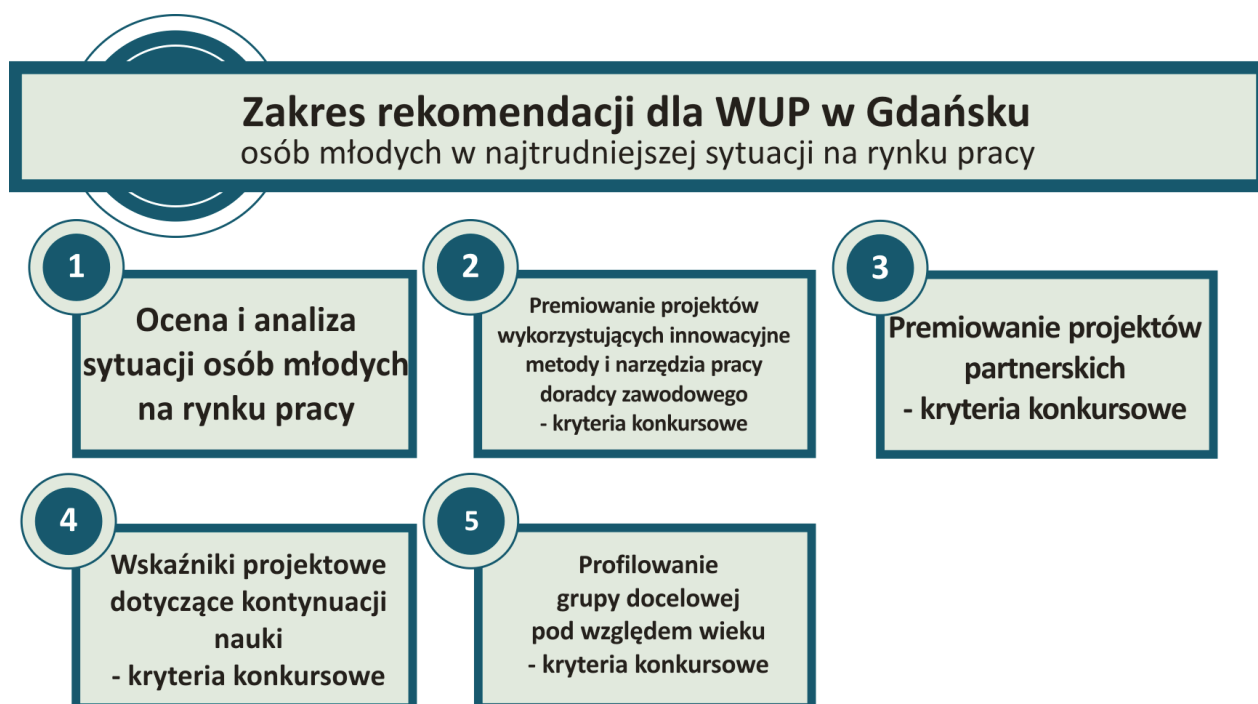 Zakres rekomendacji dla WUP w Gdańsku
osób młodych w najtrudniejszej sytuacji na rynku pracy
1
Ocena i analiza
sytuacji osób młodych
na rynku pracy
2
Premiowanie projektów
wykorzystujących innowacyjne
metody i narzędzia pracy
doradcy zawodowego
- kryteria konkursowe
3
Premiowanie projektów
partnerskich
- kryteria konkursowe
4
Wskaźniki projektowe
dotyczące kontynuacji
nauki
- kryteria konkursowe
5
Profilowanie
grupy docelowej
pod względem wieku
- kryteria konkursowe